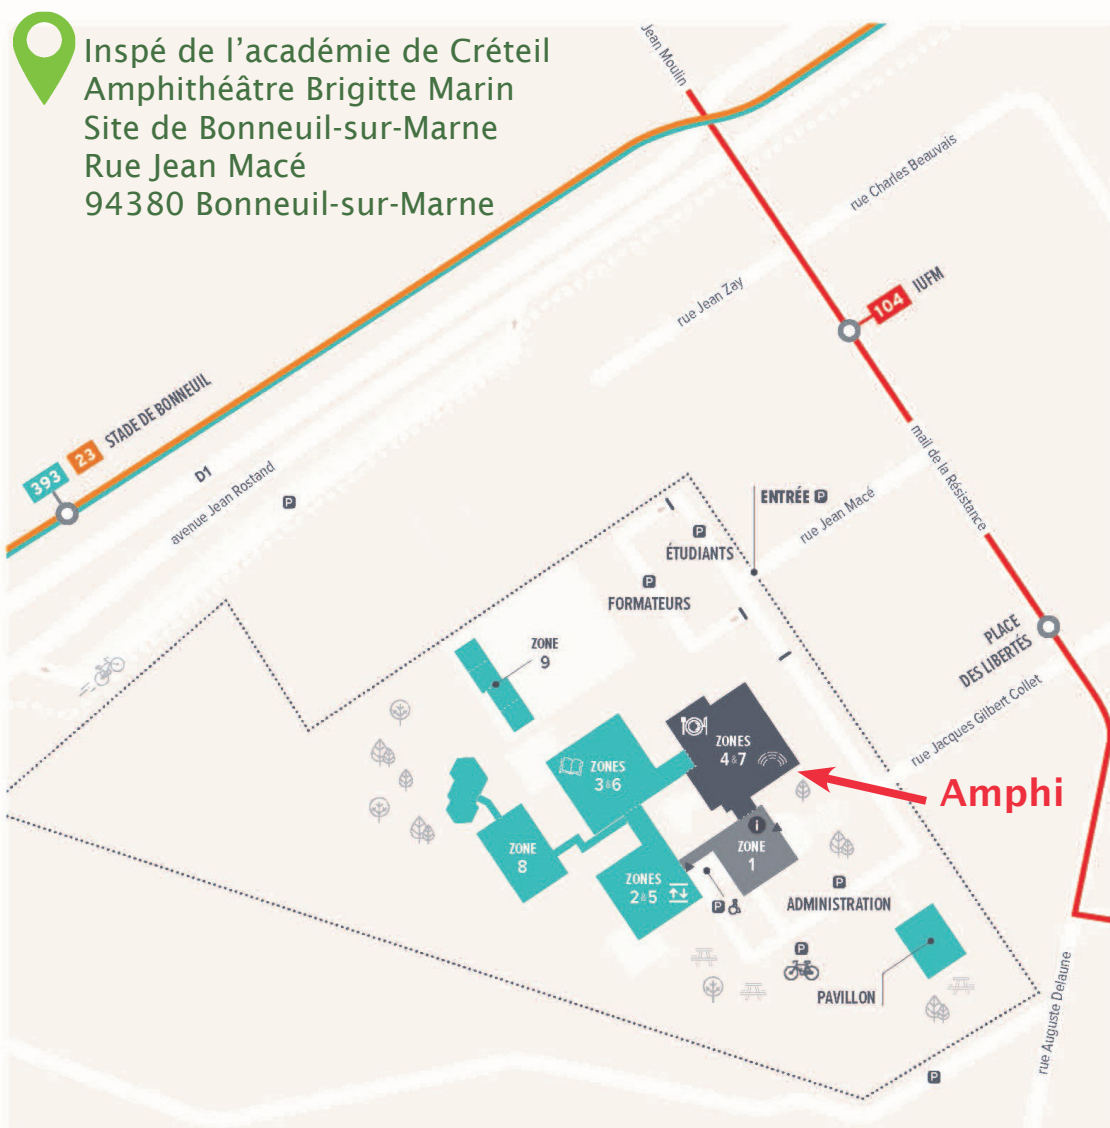 Inspé de l’académie de Créteil
Amphithéâtre Brigitte Marin
Site de Bonneuil-sur-Marne
Rue Jean Macé
94380 Bonneuil-sur-Marne
Jean Moulin
rue Charles Beauvais
rue Jean Zay
104 IUFM
393 23 STADE DE BONNEUIL
D1
avenue Jean Rostand
P
mail de la Résistance
ENTRÉE P
rue Jean Macé
P
ÉTUDIANTS
P
FORMATEURS
PLACE
DES LIBERTÉS
rue Jacques Gilbert Collet
ZONE
9
ZONES
4&7
ZONES
3&6
Amphi
i
ZONE
8
ZONE
1
ZONES
2&5
P
P
ADMINISTRATION
P
PAVILLON
rue Auguste Delaune
P